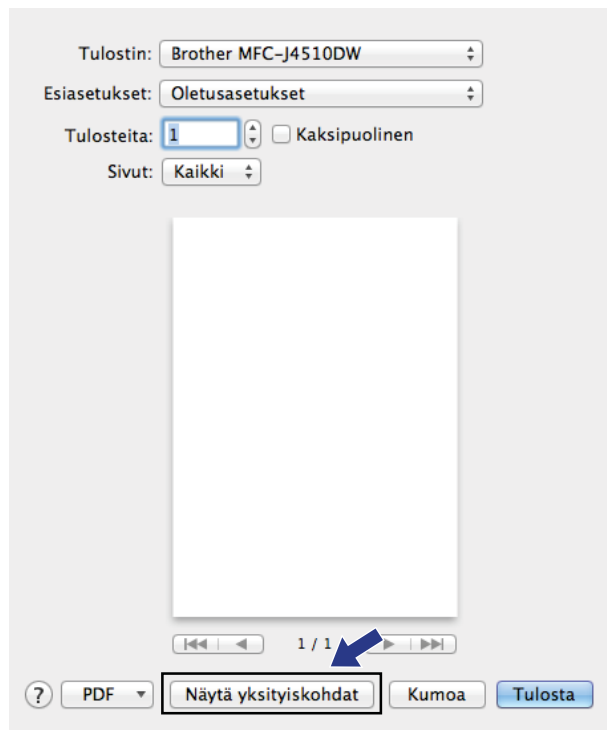 Tulostin: Brother MFC-J4510DW
Esiasetukset: Oletusasetukset
Tulosteita: 1 Kaksipuolinen
Sivut: Kaikki
1 / 1
? PDF Näytä yksityiskohdat Kumoa Tulosta